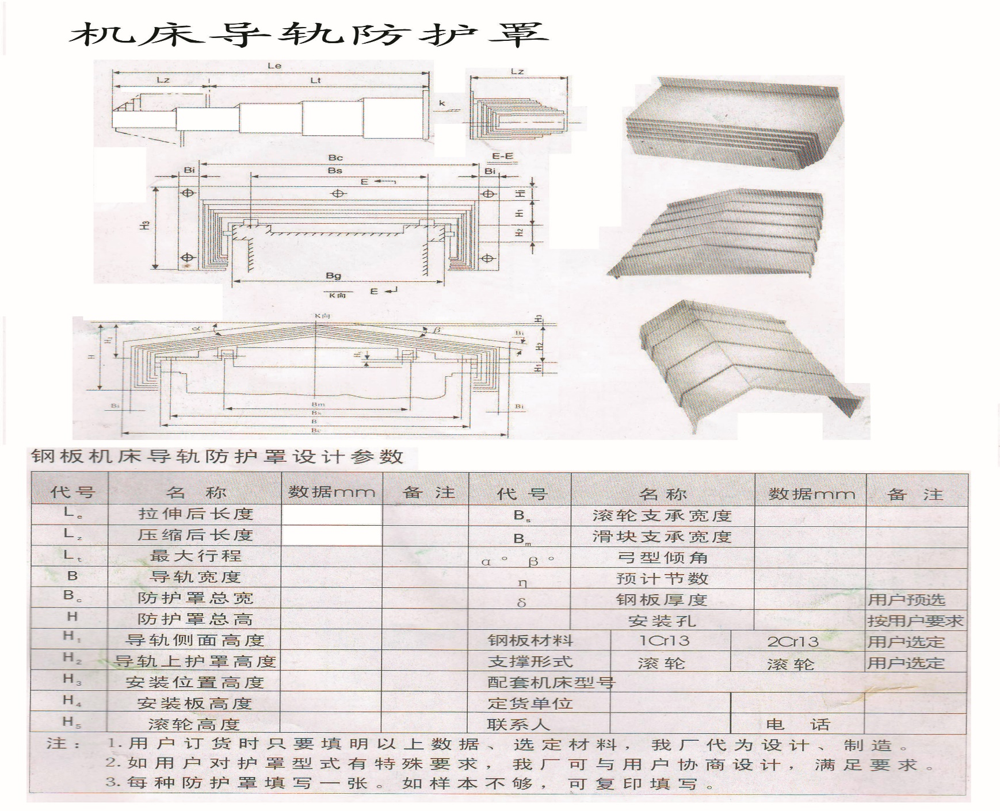 机床导轨防护罩
Le
Lz
Lt
k
Lz
Bc
E-E
Bi
Bs
Bi
E
Hi
H3
H1
H2
Bg
K向
E
K向
H3
α
β
Bi
H
H2
H1
Bi
Bm
Bi
Bs
B
Bc
钢板机床导轨防护罩设计参数
代号 名称 数据mm 备注 代号 名称 数据mm 备注
Le 拉伸后长度 Bs 滚轮支承宽度
Lz 压缩后长度 Bm 滑块支承宽度
Lt 最大行程 α° β° 弓型倾角
B 导轨宽度 η 预计节数
Bc 防护罩总宽 δ 钢板厚度 用户预选
H 防护罩总高 安装孔 按用户要求
H1 导轨侧面高度 钢板材料 1Cr13 2Cr13 用户选定
H2 导轨上护罩高度 支撑形式 滚轮 滚轮 用户选定
H3 安装位置高度 配套机床型号
H4 安装板高度 定货单位
H5 滚轮高度 联系人 电话
注：1.用户订货时只要填明以上数据、选定材料，我厂代为设计、制造。
2.如用户对护罩型式有特殊要求，我厂可与用户协商设计，满足要求。
3.每种防护罩填写一张。如样本不够，可复印填写。